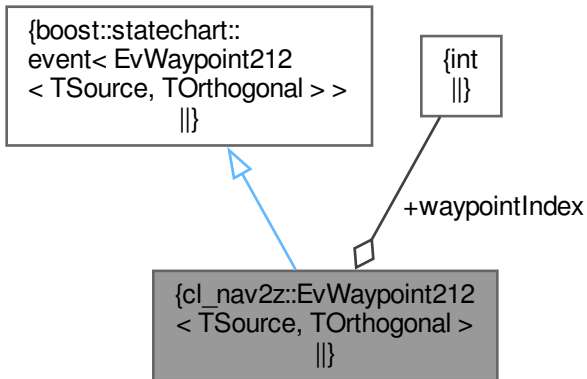 {boost::statechart::
event< EvWaypoint212
< TSource, TOrthogonal > >
||}
{int
||}
+waypointIndex
{cl_nav2z::EvWaypoint212
< TSource, TOrthogonal >
||}